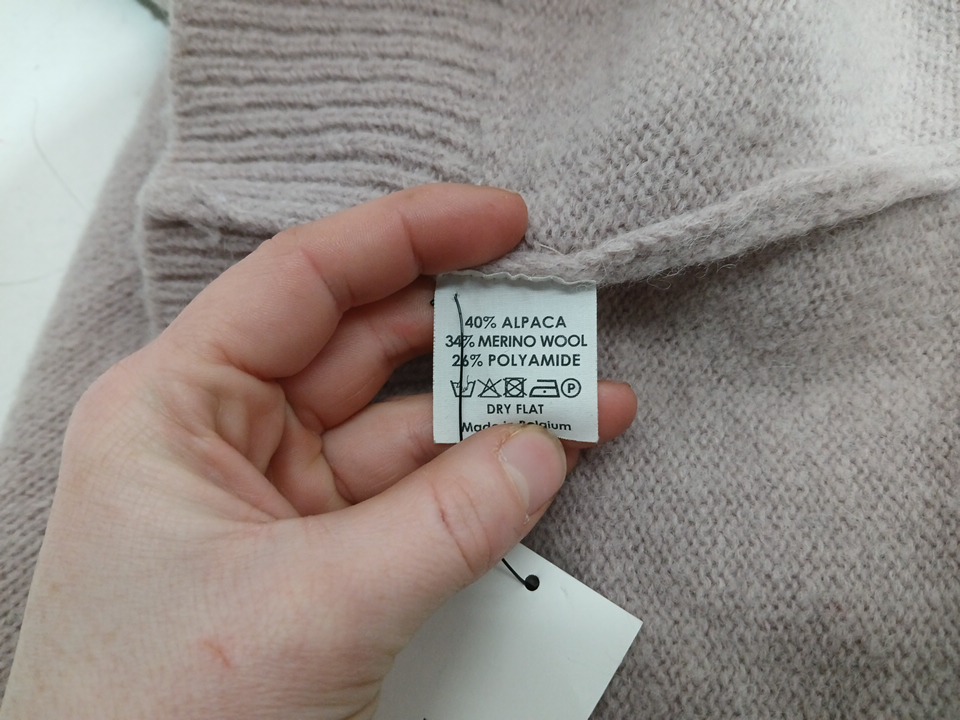 40% ALPACA
34% MERINO WOOL
26% POLYAMIDE
P
DRY FLAT
Made in Belgium